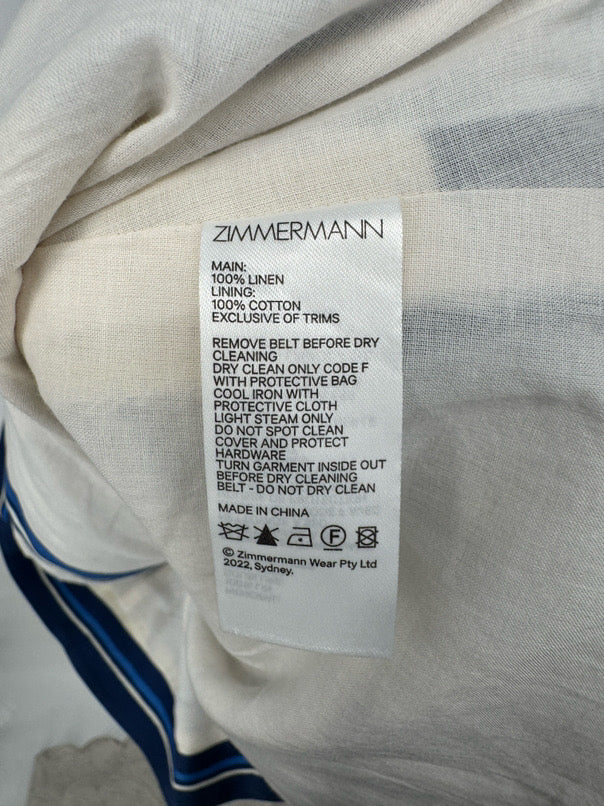 ZIMMERMANN
MAIN:
100% LINEN
LINING:
100% COTTON
EXCLUSIVE OF TRIMS
REMOVE BELT BEFORE DRY
CLEANING
DRY CLEAN ONLY CODE F
WITH PROTECTIVE BAG
COOL IRON WITH
PROTECTIVE CLOTH
LIGHT STEAM ONLY
DO NOT SPOT CLEAN
COVER AND PROTECT
HARDWARE
TURN GARMENT INSIDE OUT
BEFORE DRY CLEANING
BELT - DO NOT DRY CLEAN
MADE IN CHINA
F
© Zimmermann Wear Pty Ltd
2022, Sydney.